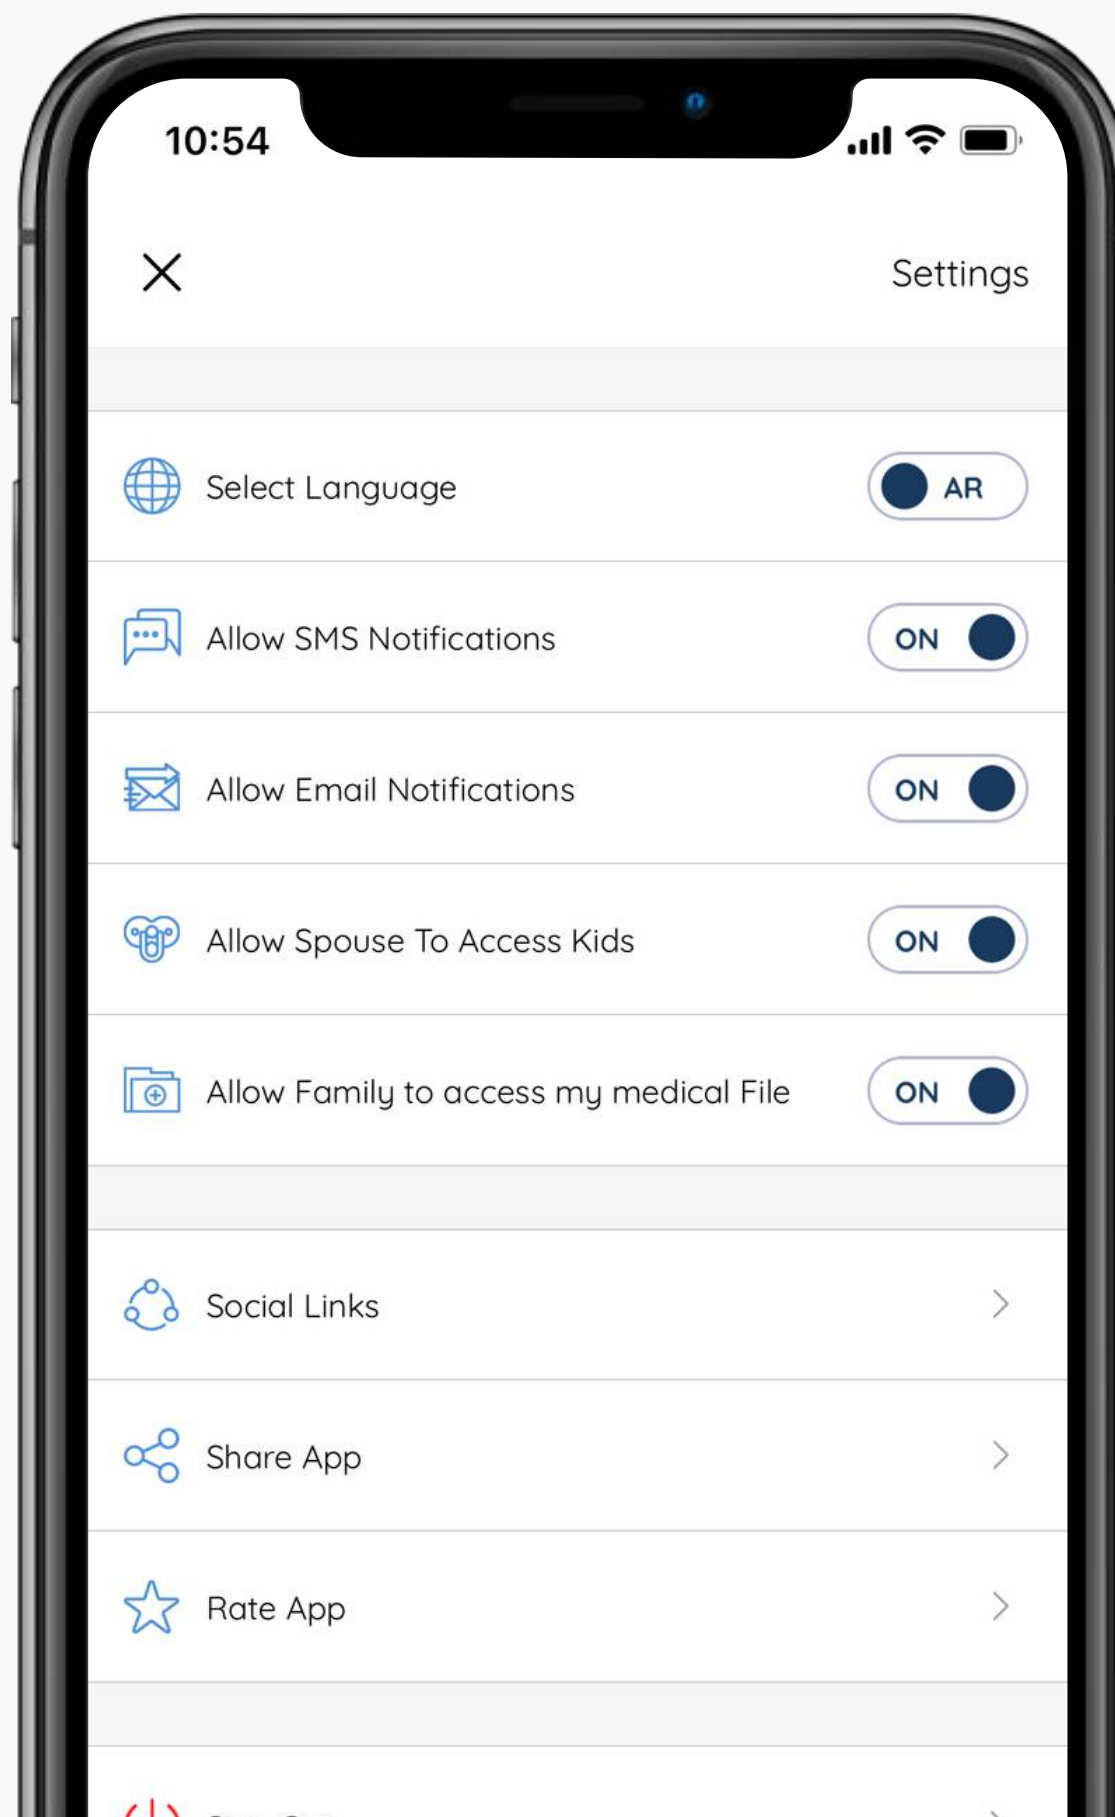 10:54
Settings
Select Language
AR
Allow SMS Notifications
ON
Allow Email Notifications
ON
Allow Spouse To Access Kids
ON
Allow Family to access my medical File
ON
Social Links
Share App
Rate App